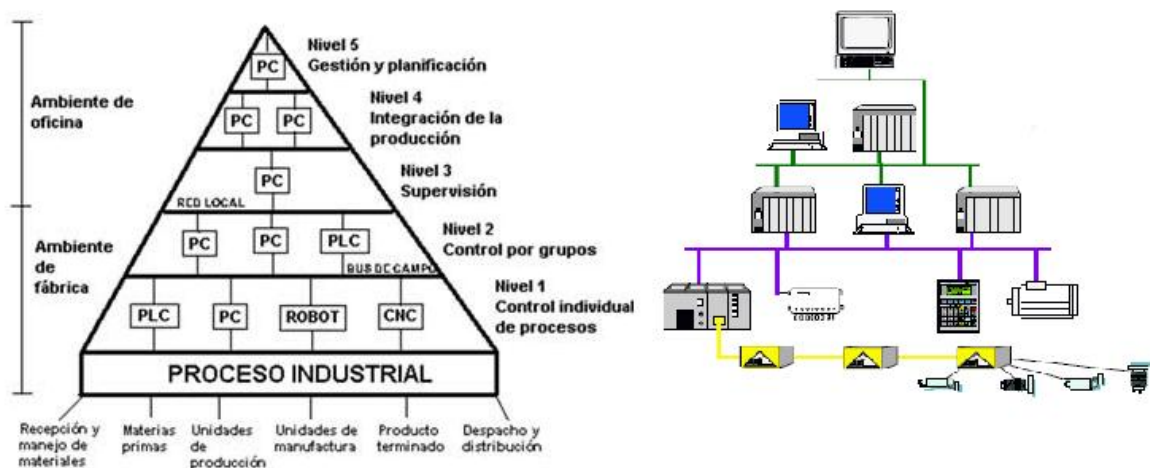 Nivel 5
Gestión y planificación
PC
Nivel 4
Integración de la
producción
PC PC
Ambiente de
oficina
Nivel 3
Supervisión
PC
RED LOCAL
Nivel 2
Control por grupos
PC PC PLC
BUS DE CAMPO
Ambiente
de
fábrica
Nivel 1
Control individual
de procesos
PLC PC ROBOT CNC
PROCESO INDUSTRIAL
Recepción y
manejo de
materiales
Materias
primas
Unidades
de
producción
Unidades de
manufactura
Producto
terminado
Despacho y
distribución